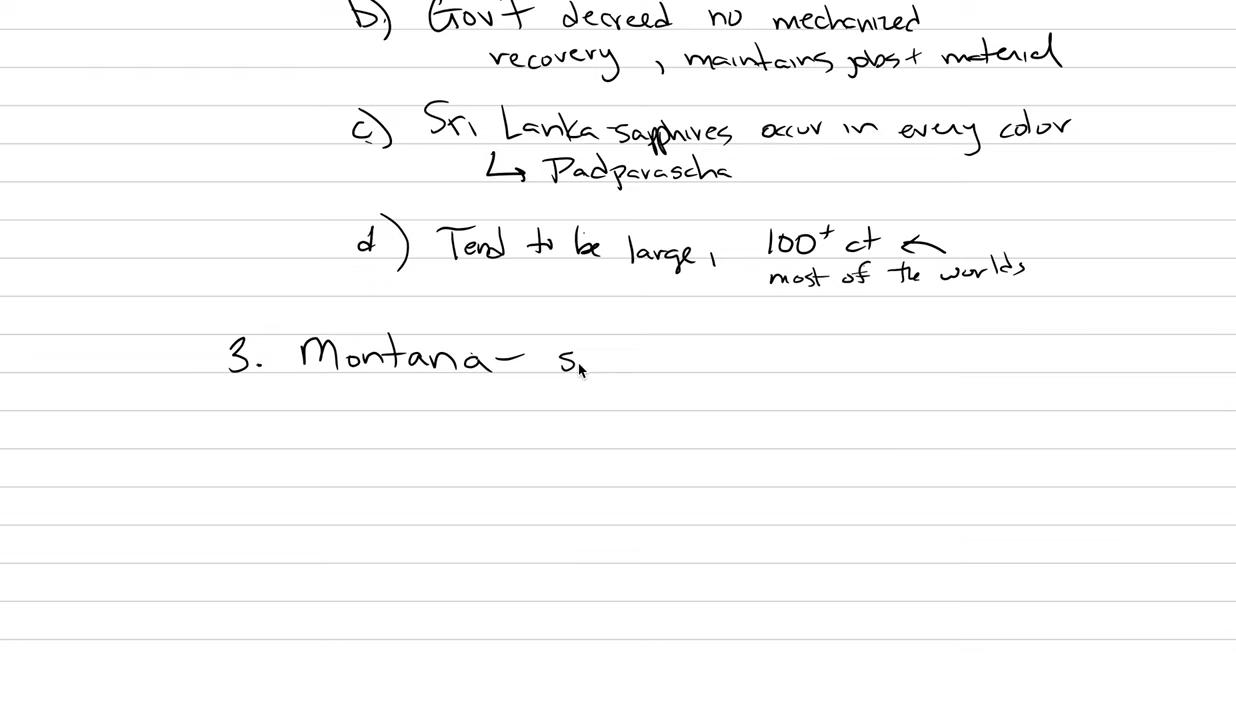 b.) Gov't decreed no mechanized
recovery, maintains jobs + material
c.) Sri Lanka - sapphires occur in every color
↳ Padparascha
d) Tend to be large, 100+ ct ←
most of the worlds
3. Montana - s